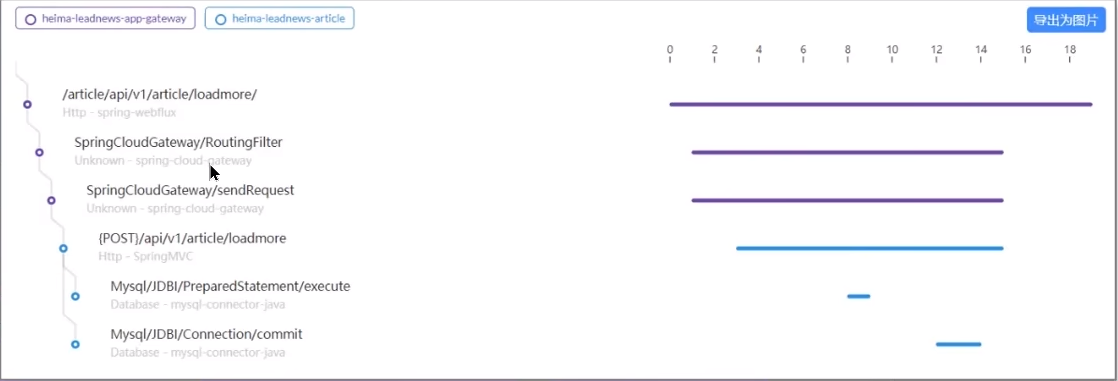 heima-leadnews-app-gateway heima-leadnews-article 导出为图片
0 2 4 6 8 10 12 14 16 18
/article/api/v1/article/loadmore/
Http - spring-webflux
SpringCloudGateway/RoutingFilter
Unknown - spring-cloud-gateway
SpringCloudGateway/sendRequest
Unknown - spring-cloud-gateway
{POST}/api/v1/article/loadmore
Http - SpringMVC
Mysql/JDBI/PreparedStatement/execute
Database - mysql-connector-java
Mysql/JDBI/Connection/commit
Database - mysql-connector-java